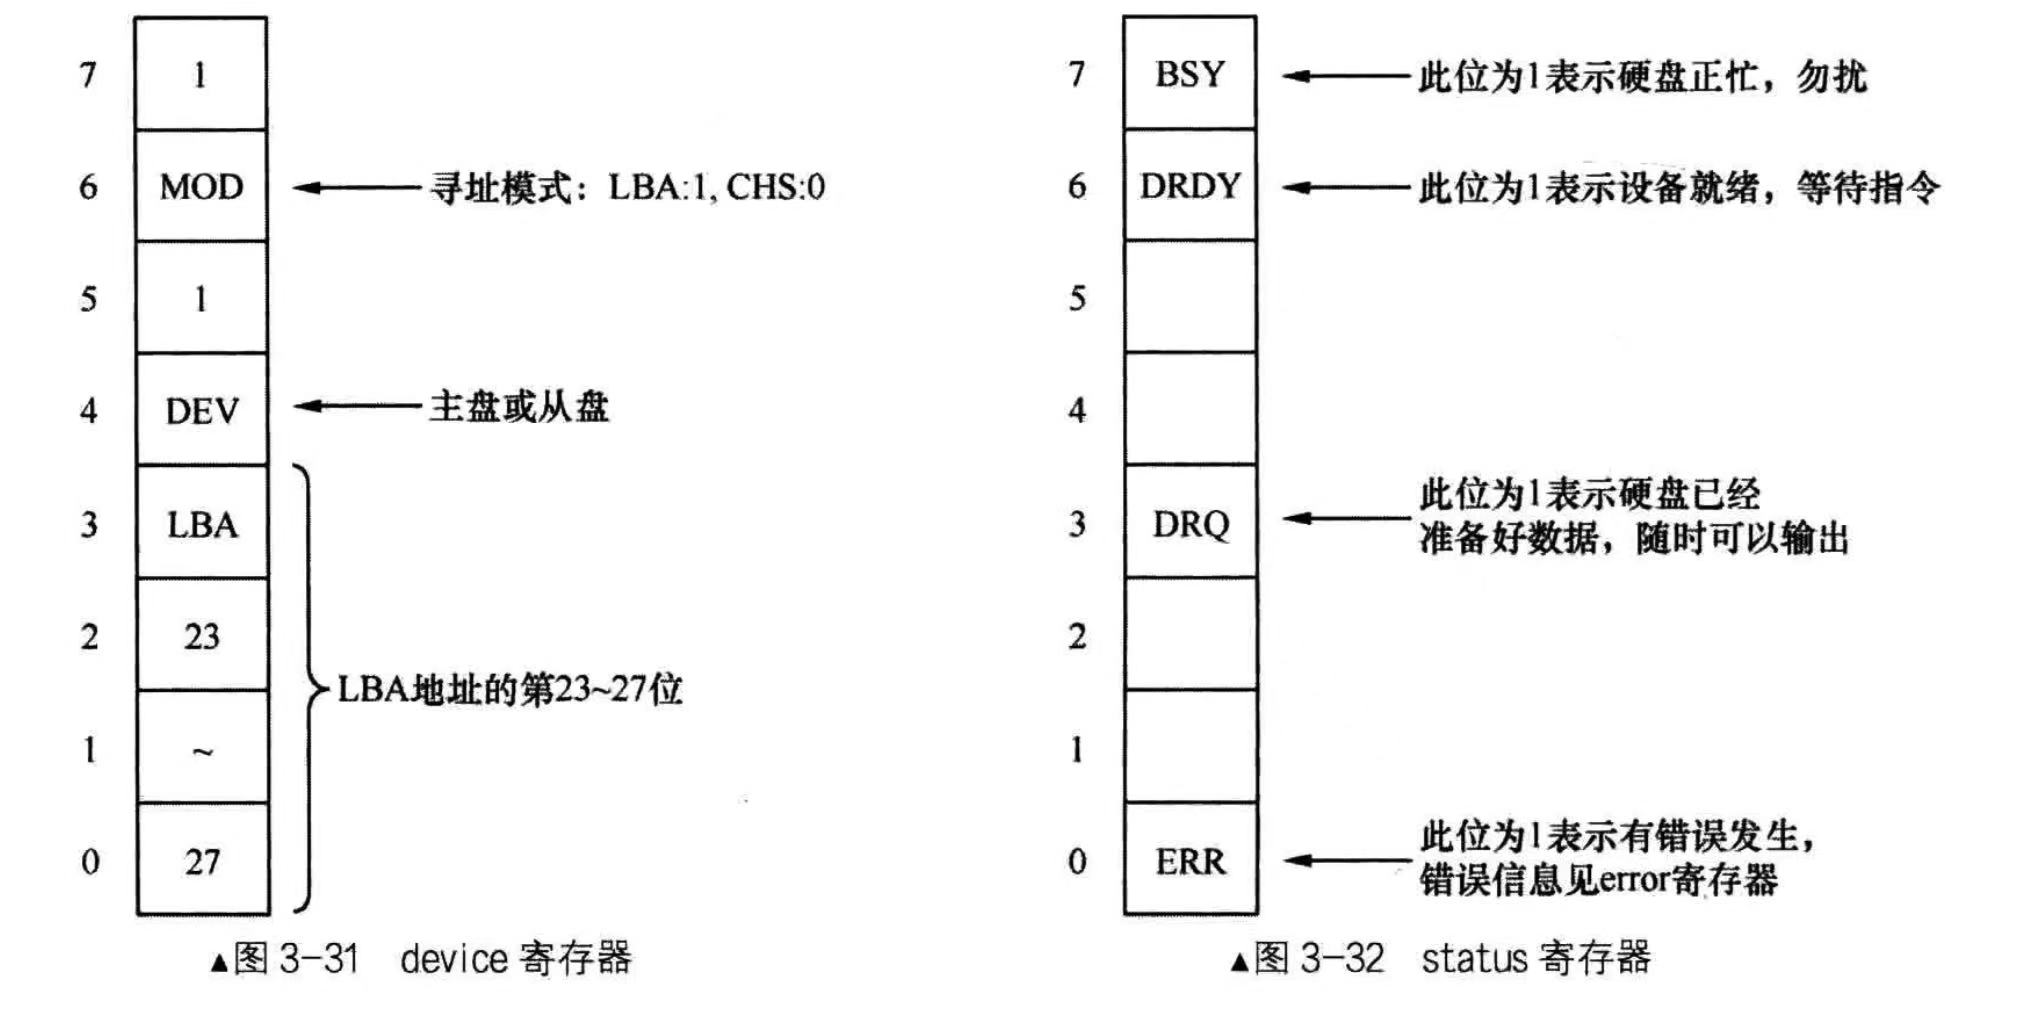 7 1
6 MOD 寻址模式：LBA:1, CHS:0
5 1
4 DEV 主盘或从盘
3 LBA
2 23
LBA地址的第23~27位
1 ~
0 27
▲图 3-31 device 寄存器
7 BSY 此位为1表示硬盘正忙，勿扰
6 DRDY 此位为1表示设备就绪，等待指令
5
4
3 DRQ 此位为1表示硬盘已经
准备好数据，随时可以输出
2
1
0 ERR 此位为1表示有错误发生，
错误信息见error寄存器
▲图 3-32 status 寄存器